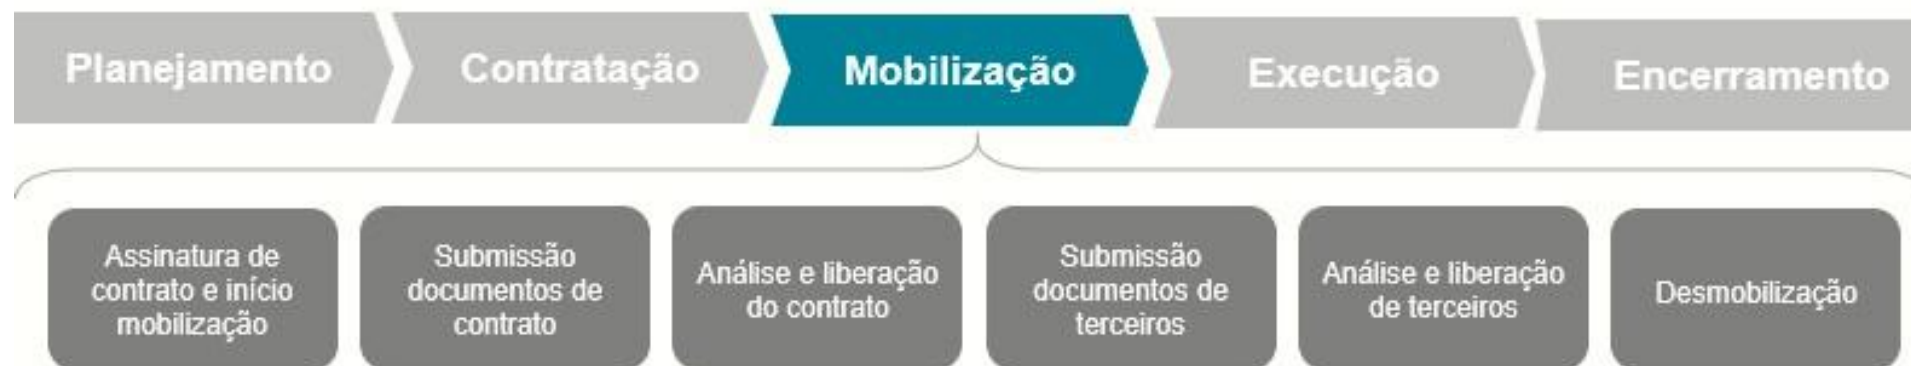 Planejamento
Contratação
Mobilização
Execução
Encerramento
Assinatura de
contrato e início
mobilização
Submissão
documentos de
contrato
Análise e liberação
do contrato
Submissão
documentos de
terceiros
Análise e liberação
de terceiros
Desmobilização